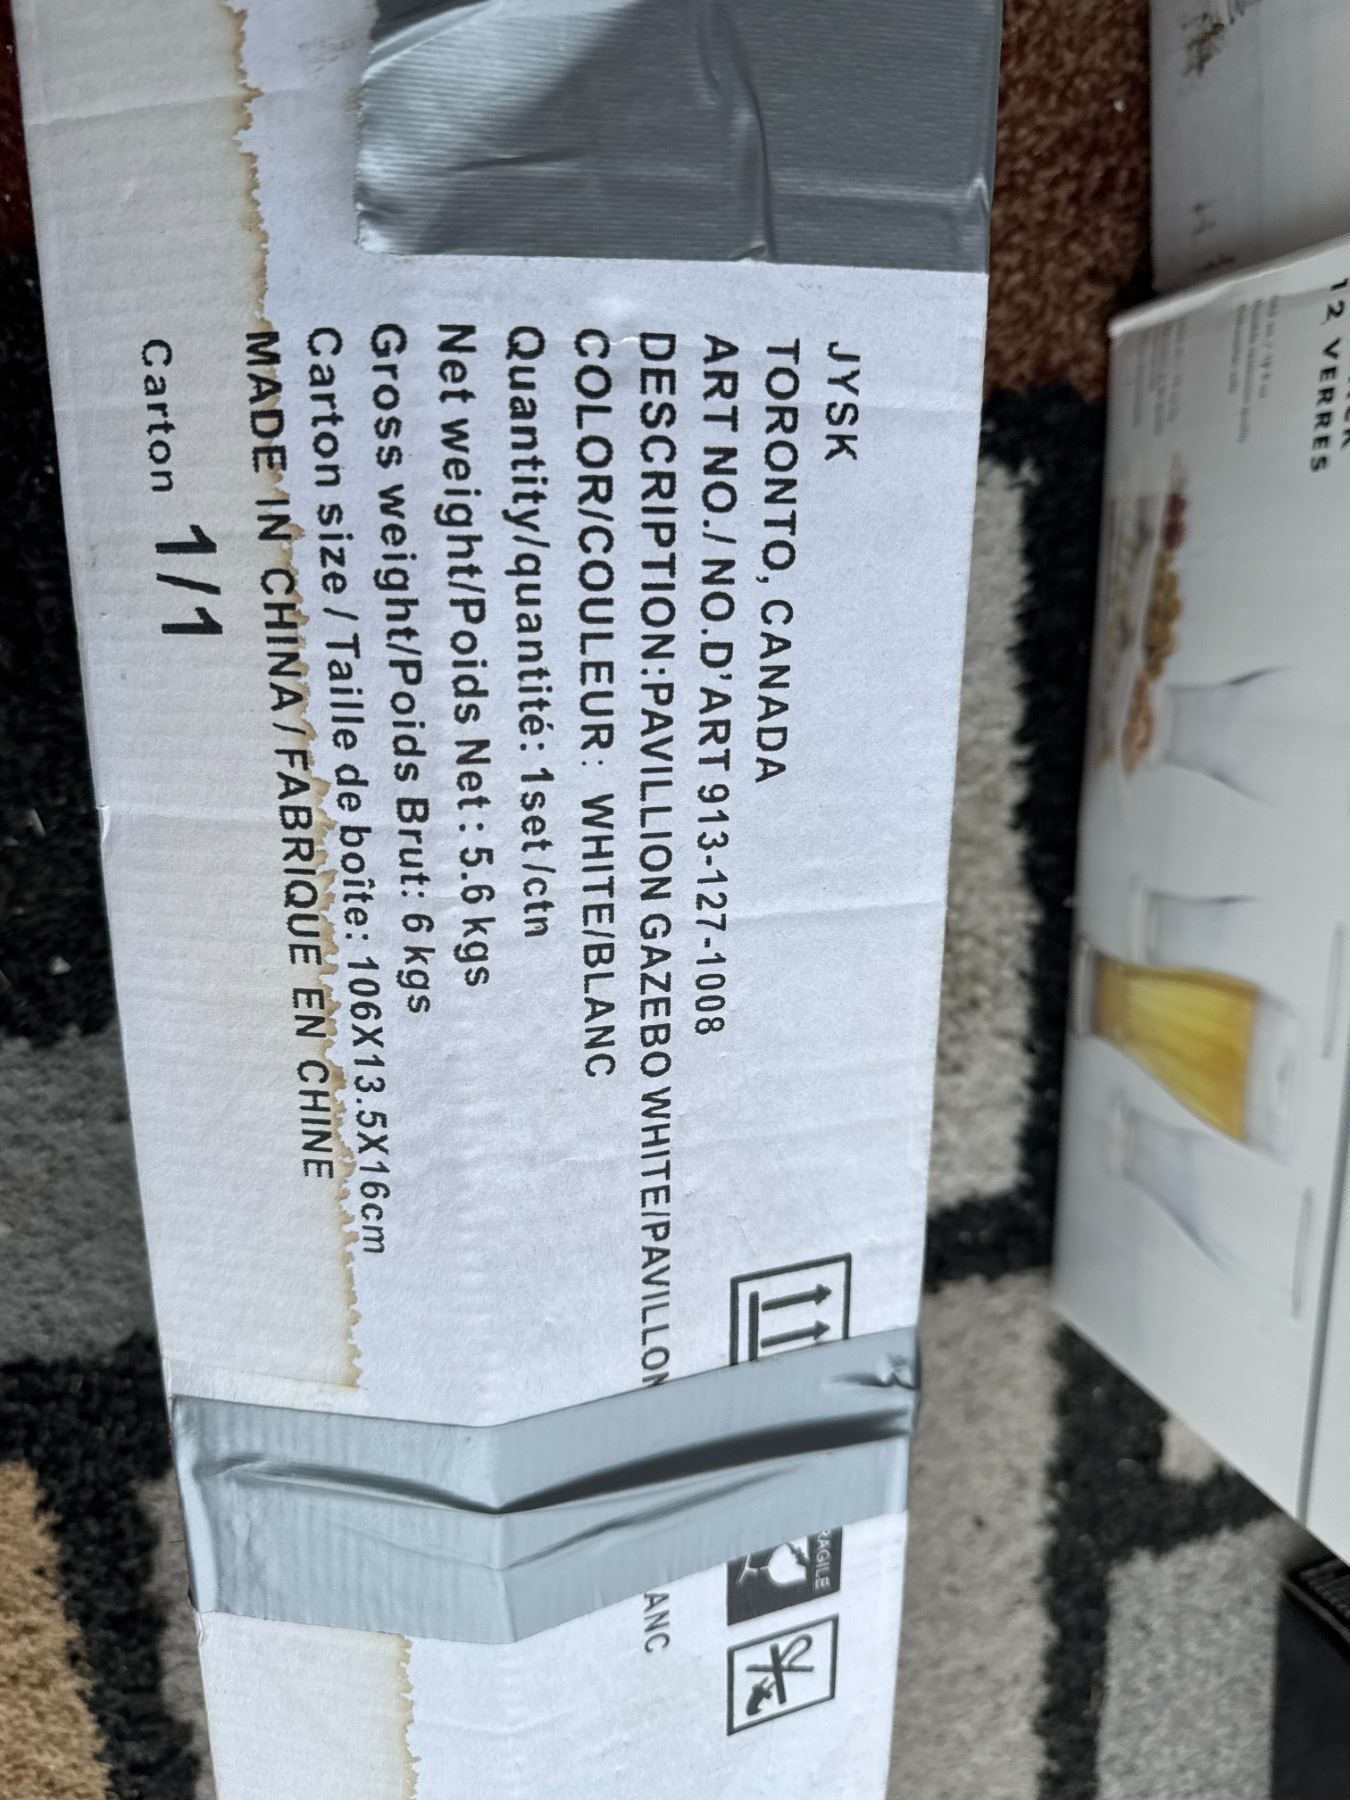 JYSK
TORONTO, CANADA
ART NO./ NO.D'ART 913-127-1008
DESCRIPTION:PAVILLION GAZEBO WHITE/PAVILLON
ANC
COLOR/COULEUR: WHITE/BLANC
Quantity/quantité: 1set/ctn
Net weight/Poids Net: 5.6 kgs
Gross weight/Poids Brut: 6 kgs
Carton size / Taille de boîte: 106X13.5X16cm
MADE IN CHINA / FABRIQUE EN CHINE
Carton 1/1
RAGILE
12 VERRES